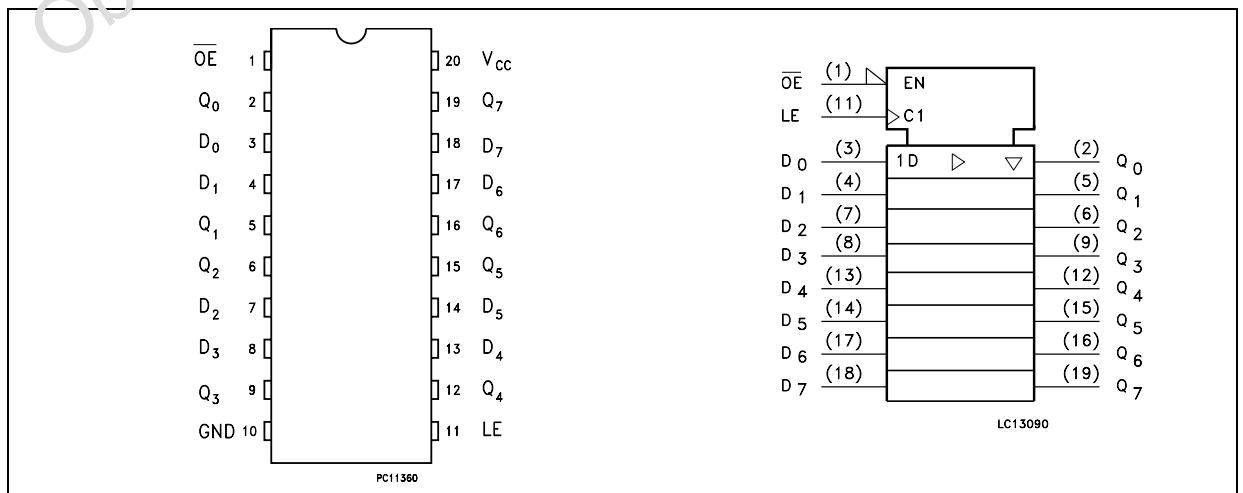 Ob
OE 1
Q0 2
D0 3
D1 4
Q1 5
Q2 6
D2 7
D3 8
Q3 9
GND 10
20 VCC
19 Q7
18 D7
17 D6
16 Q6
15 Q5
14 D5
13 D4
12 Q4
11 LE
PC11360
OE (1) EN
LE (11) C1
D0 (3) 1D (2) Q0
D1 (4) (5) Q1
D2 (7) (6) Q2
D3 (8) (9) Q3
D4 (13) (12) Q4
D5 (14) (15) Q5
D6 (17) (16) Q6
D7 (18) (19) Q7
LC13090